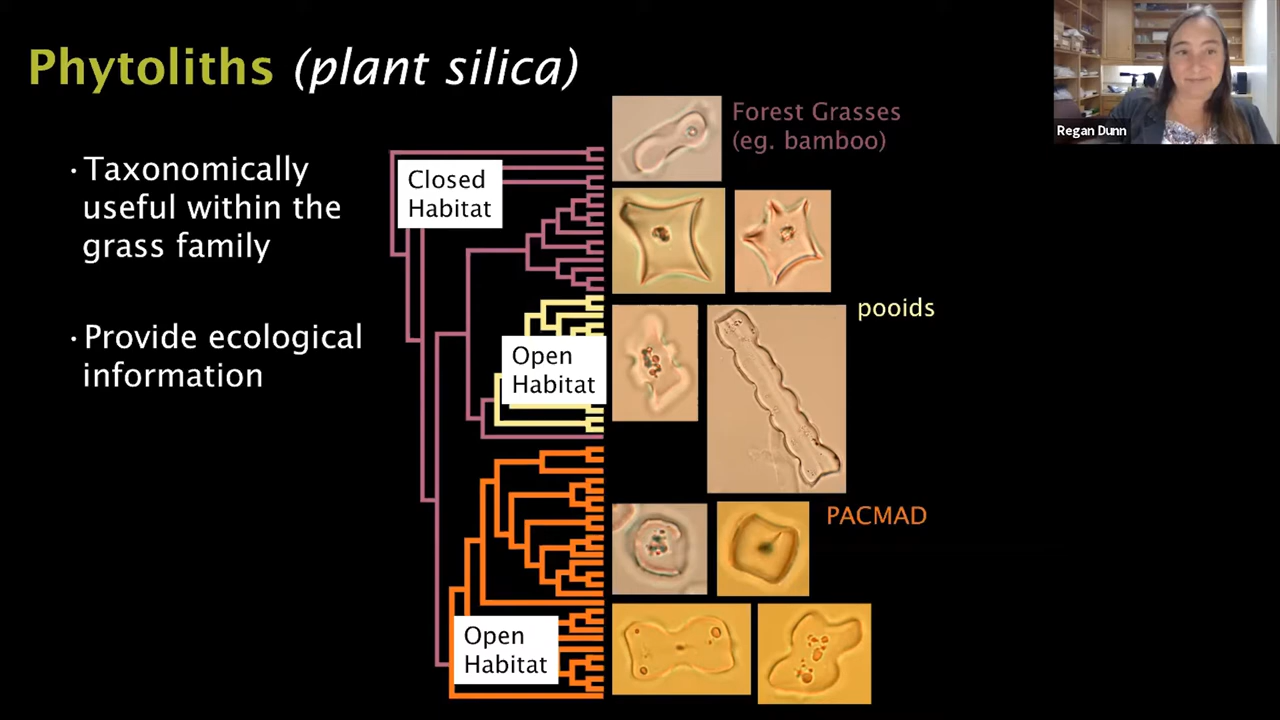 Phytoliths (plant silica)
· Taxonomically
useful within the
grass family
· Provide ecological
information
Closed
Habitat
Open
Habitat
Open
Habitat
Forest Grasses
(eg. bamboo)
pooids
PACMAD
Regan Dunn